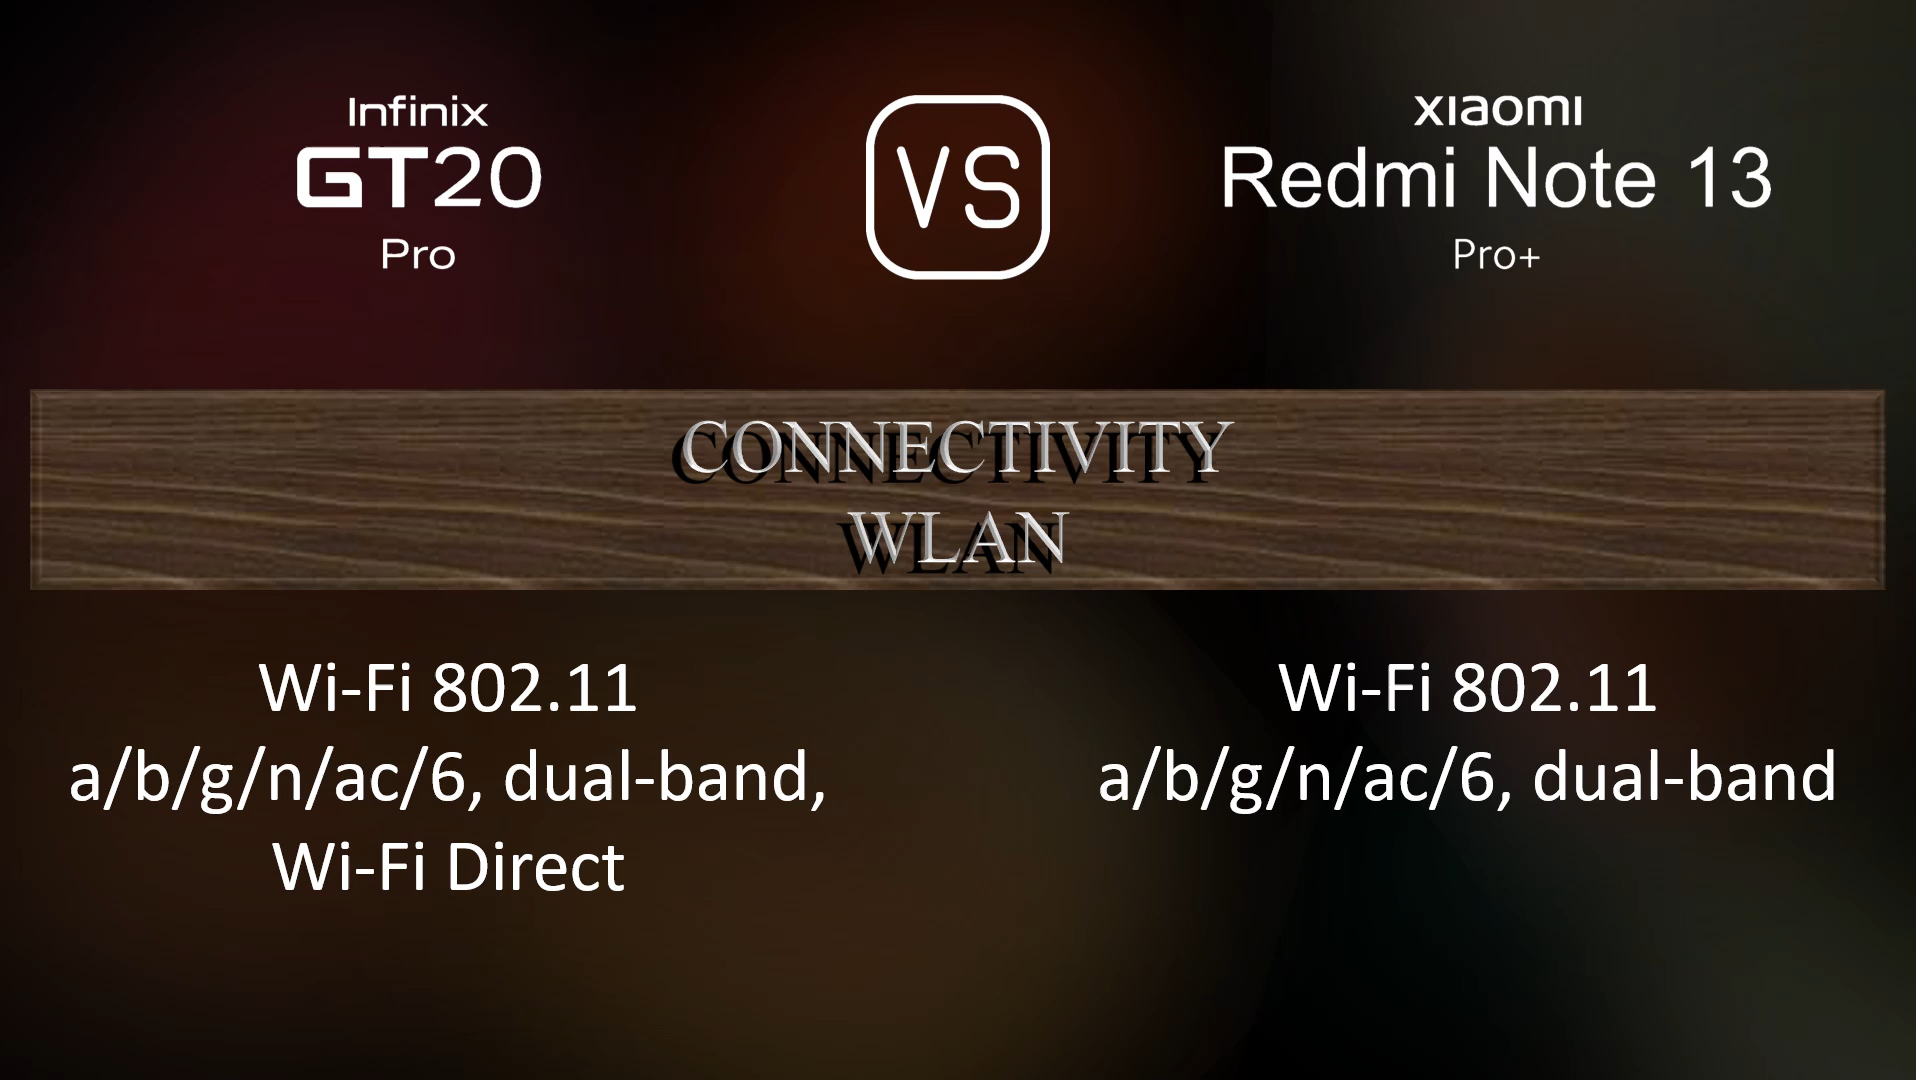 Infinix
GT20
Pro
VS
xiaomi
Redmi Note 13
Pro+
CONNECTIVITY
WLAN
Wi-Fi 802.11
a/b/g/n/ac/6, dual-band,
Wi-Fi Direct
Wi-Fi 802.11
a/b/g/n/ac/6, dual-band